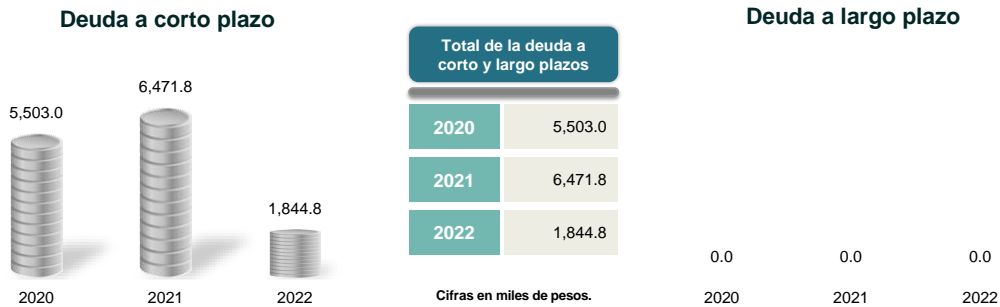 Deuda a corto plazo
6,471.8
5,503.0
1,844.8
2020 2021 2022
Total de la deuda a
corto y largo plazos
2020 5,503.0
2021 6,471.8
2022 1,844.8
Cifras en miles de pesos.
Deuda a largo plazo
0.0 0.0 0.0
2020 2021 2022